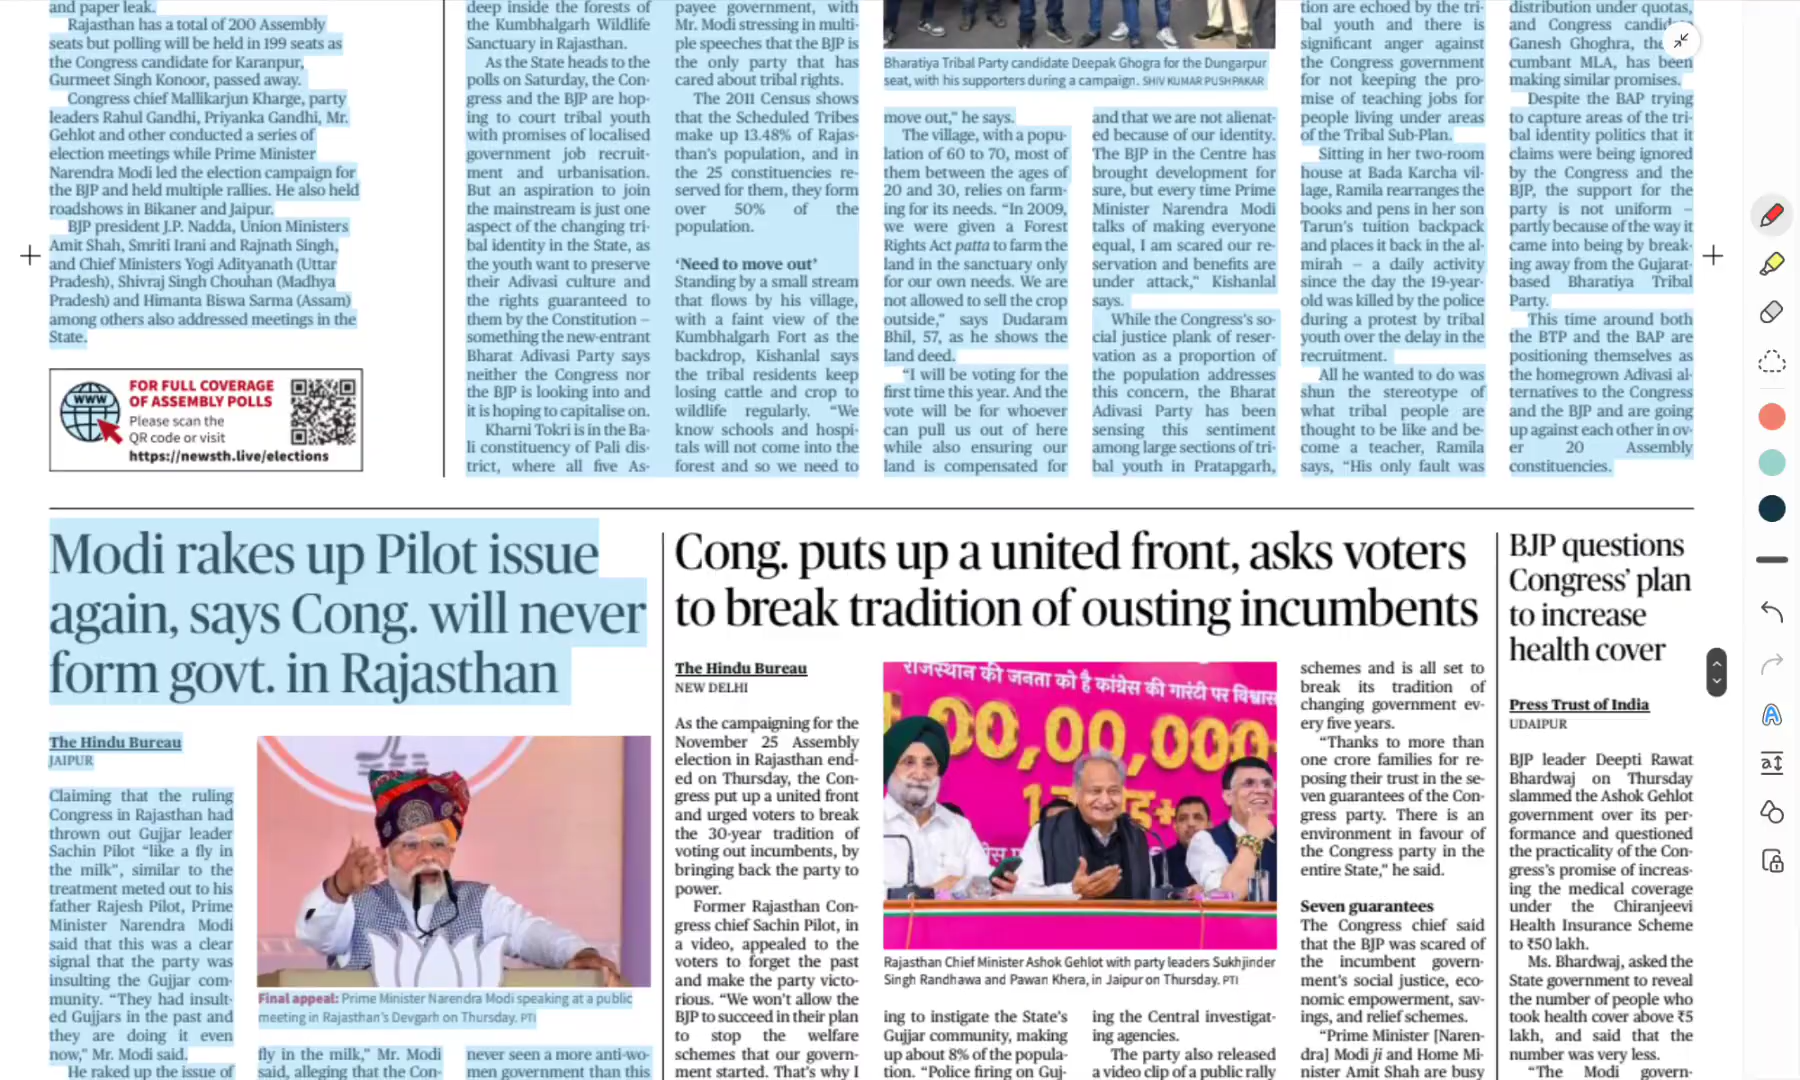 and paper leak.
Rajasthan has a total of 200 Assembly
seats but polling will be held in 199 seats as
the Congress candidate for Karanpur,
Gurmeet Singh Konoor, passed away.
Congress chief Mallikarjun Kharge, party
leaders Rahul Gandhi, Priyanka Gandhi, Mr.
Gehlot and other conducted a series of
election meetings while Prime Minister
Narendra Modi led the election campaign for
the BJP and held multiple rallies. He also held
roadshows in Bikaner and Jaipur.
BJP president J.P. Nadda, Union Ministers
Amit Shah, Smriti Irani and Rajnath Singh,
and Chief Ministers Yogi Adityanath (Uttar
Pradesh), Shivraj Singh Chouhan (Madhya
Pradesh) and Himanta Biswa Sarma (Assam)
among others also addressed meetings in the
State.
WWW
FOR FULL COVERAGE
OF ASSEMBLY POLLS
Please scan the
QR code or visit
https://newsth.live/elections
deep inside the forests of
the Kumbhalgarh Wildlife
Sanctuary in Rajasthan.
As the State heads to the
polls on Saturday, the Con-
gress and the BJP are hop-
ing to court tribal youth
with promises of localised
government job recruit-
ment and urbanisation.
But an aspiration to join
the mainstream is just one
aspect of the changing tri-
bal identity in the State, as
the youth want to preserve
their Adivasi culture and
the rights guaranteed to
them by the Constitution –
something the new-entrant
Bharat Adivasi Party says
neither the Congress nor
the BJP is looking into and
it is hoping to capitalise on.
Kharni Tokri is in the Ba-
li constituency of Pali dis-
trict, where all five As-
payee government, with
Mr. Modi stressing in multi-
ple speeches that the BJP is
the only party that has
cared about tribal rights.
The 2011 Census shows
that the Scheduled Tribes
make up 13.48% of Rajas-
than's population, and in
the 25 constituencies re-
served for them, they form
over 50% of the
population.
'Need to move out'
Standing by a small stream
that flows by his village,
with a faint view of the
Kumbhalgarh Fort as the
backdrop, Kishanlal says
the tribal residents keep
losing cattle and crop to
wildlife regularly. “We
know schools and hospi-
tals will not come into the
forest and so we need to
Bharatiya Tribal Party candidate Deepak Ghogra for the Dungarpur
seat, with his supporters during a campaign. SHIV KUMAR PUSHPAKAR
move out,” he says.
The village, with a popu-
lation of 60 to 70, most of
them between the ages of
20 and 30, relies on farm-
ing for its needs. “In 2009,
we were given a Forest
Rights Act patta to farm the
land in the sanctuary only
for our own needs. We are
not allowed to sell the crop
outside,” says Dudaram
Bhil, 57, as he shows the
land deed.
“I will be voting for the
first time this year. And the
vote will be for whoever
can pull us out of here
while also ensuring our
land is compensated for
and that we are not alienat-
ed because of our identity.
The BJP in the Centre has
brought development for
sure, but every time Prime
Minister Narendra Modi
talks of making everyone
equal, I am scared our re-
servation and benefits are
under attack,” Kishanlal
says.
While the Congress's so-
cial justice plank of reser-
vation as a proportion of
the population addresses
this concern, the Bharat
Adivasi Party has been
sensing this sentiment
among large sections of tri-
bal youth in Pratapgarh,
tion are echoed by the tri-
bal youth and there is
significant anger against
the Congress government
for not keeping the pro-
mise of teaching jobs for
people living under areas
of the Tribal Sub-Plan.
Sitting in her two-room
house at Bada Karcha vil-
lage, Ramila rearranges the
books and pens in her son
Tarun's tuition backpack
and places it back in the al-
mirah – a daily activity
since the day the 19-year-
old was killed by the police
during a protest by tribal
youth over the delay in the
recruitment.
All he wanted to do was
shun the stereotype of
what tribal people are
thought to be like and be-
come a teacher, Ramila
says, “His only fault was
distribution under quotas,
and Congress
Ganesh Ghoghra,
cumbant MLA, has been
making similar promises.
Despite the BAP trying
to capture areas of the tri-
bal identity politics that it
claims were being ignored
by the Congress and the
BJP, the support for the
party is not uniform –
partly because of the way it
came into being by break-
ing away from the Gujarat-
based Bharatiya Tribal
Party.
This time around both
the BTP and the BAP are
positioning themselves as
the homegrown Adivasi al-
ternatives to the Congress
and the BJP and are going
up against each other in ov-
er 20 Assembly
constituencies.
Modi rakes up Pilot issue
again, says Cong. will never
form govt. in Rajasthan
The Hindu Bureau
JAIPUR
Claiming that the ruling
Congress in Rajasthan had
thrown out Gujjar leader
Sachin Pilot “like a fly in
the milk”, similar to the
treatment meted out to his
father Rajesh Pilot, Prime
Minister Narendra Modi
said that this was a clear
signal that the party was
insulting the Gujjar com-
munity. “They had insult-
ed Gujjars in the past and
they are doing it even
now,” Mr. Modi said.
He raked up the issue of
Final appeal: Prime Minister Narendra Modi speaking at a public
meeting in Rajasthan's Devgarh on Thursday. PTI
fly in the milk,” Mr. Modi
said, alleging that the Con-
never seen a more anti-wo-
men government than this
Cong. puts up a united front, asks voters
to break tradition of ousting incumbents
The Hindu Bureau
NEW DELHI
As the campaigning for the
November 25 Assembly
election in Rajasthan end-
ed on Thursday, the Con-
gress put up a united front
and urged voters to break
the 30-year tradition of
voting out incumbents, by
bringing back the party to
power.
Former Rajasthan Con-
gress chief Sachin Pilot, in
a video, appealed to the
voters to forget the past
and make the party victo-
rious. “We won't allow the
BJP to succeed in their plan
to stop the welfare
schemes that our govern-
ment started. That's why I
राजस्थान की जनता को है कांग्रेस की गारंटी पर विश्वास
00,00,000
Rajasthan Chief Minister Ashok Gehlot with party leaders Sukhjinder
Singh Randhawa and Pawan Khera, in Jaipur on Thursday. PTI
ing to instigate the State's
Gujjar community, making
up about 8% of the popula-
tion. “Police firing on Guj-
ing the Central investigat-
ing agencies.
The party also released
a video clip of a public rally
schemes and is all set to
break its tradition of
changing government ev-
ery five years.
“Thanks to more than
one crore families for re-
posing their trust in the se-
ven guarantees of the Con-
gress party. There is an
environment in favour of
the Congress party in the
entire State,” he said.
Seven guarantees
The Congress chief said
that the BJP was scared of
the incumbent govern-
ment's social justice, eco-
nomic empowerment, sav-
ings, and relief schemes.
“Prime Minister [Naren-
dra] Modi ji and Home Mi-
nister Amit Shah are busy
BJP questions
Congress' plan
to increase
health cover
Press Trust of India
UDAIPUR
BJP leader Deepti Rawat
Bhardwaj on Thursday
slammed the Ashok Gehlot
government over its per-
formance and questioned
the practicality of the Con-
gress's promise of increas-
ing the medical coverage
under the Chiranjeevi
Health Insurance Scheme
to ₹50 lakh.
Ms. Bhardwaj, asked the
State government to reveal
the number of people who
took health cover above ₹5
lakh, and said that the
number was very less.
“The Modi govern-